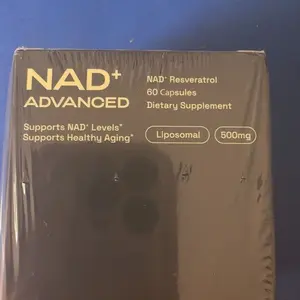 NAD+
ADVANCED
Supports NAD+ Levels*
Supports Healthy Aging*
NAD+ Resveratrol
60 Capsules
Dietary Supplement
Liposomal
500mg